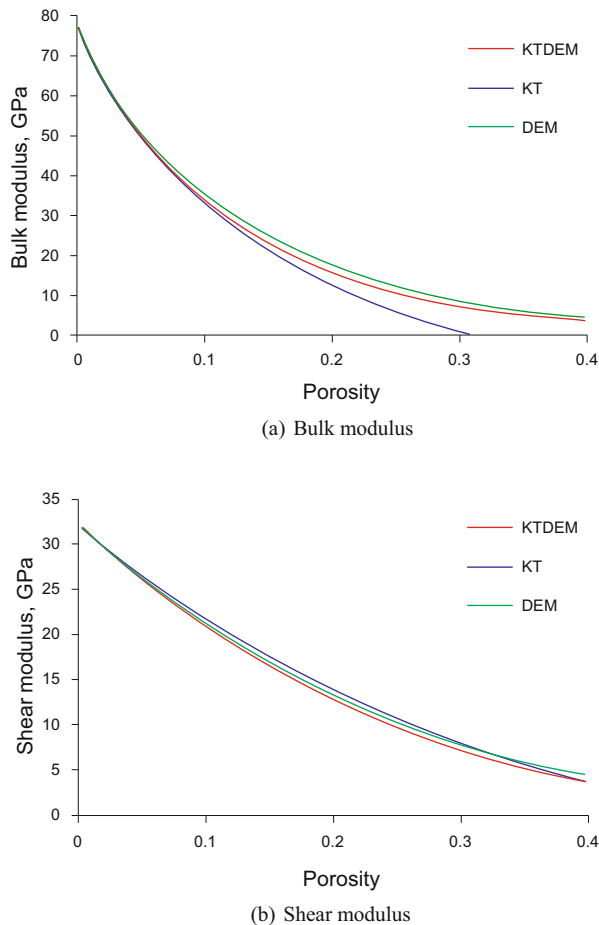 80
70
60
50
40
30
20
10
0
Bulk modulus, GPa
KTDEM
KT
DEM
0 0.1 0.2 0.3 0.4
Porosity
(a) Bulk modulus
35
30
25
20
15
10
5
0
Shear modulus, GPa
KTDEM
KT
DEM
0 0.1 0.2 0.3 0.4
Porosity
(b) Shear modulus